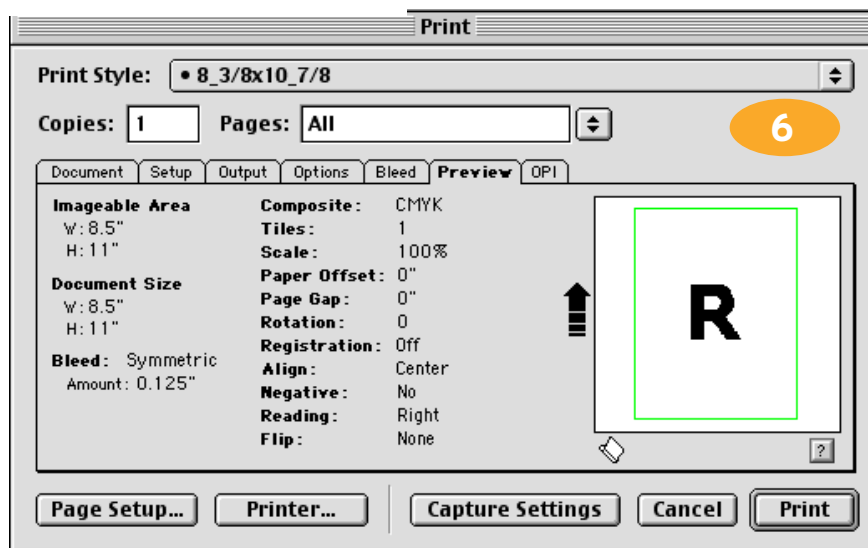 Print
Print Style: • 8_3/8x10_7/8
Copies: 1 Pages: All
6
Document Setup Output Options Bleed Preview OPI
Imageable Area
W: 8.5"
H: 11"
Document Size
W: 8.5"
H: 11"
Bleed: Symmetric
Amount: 0.125"
Composite: CMYK
Tiles: 1
Scale: 100%
Paper Offset: 0"
Page Gap: 0"
Rotation: 0
Registration: Off
Align: Center
Negative: No
Reading: Right
Flip: None
R
?
Page Setup... Printer... Capture Settings Cancel Print